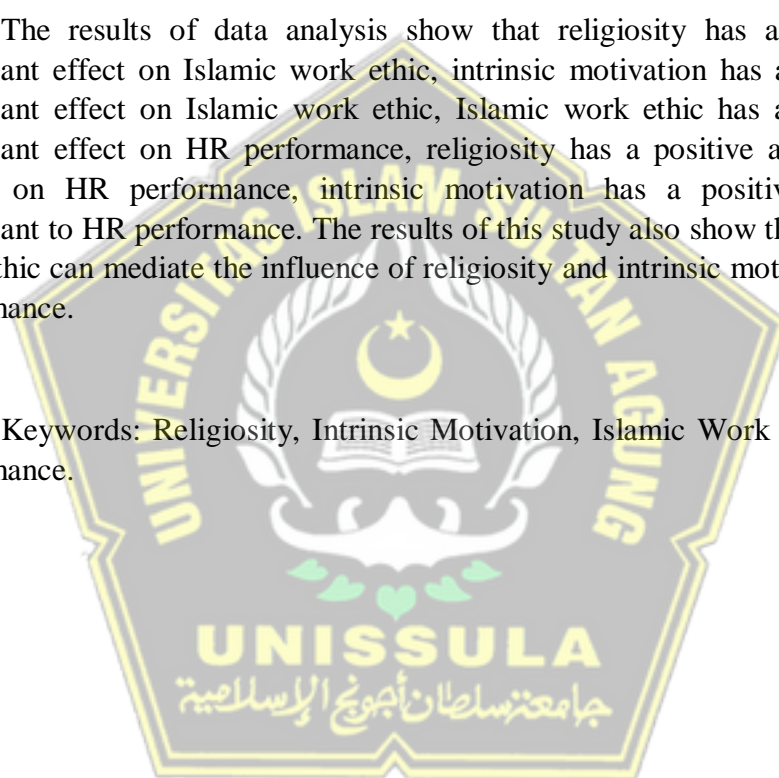 The results of data analysis show that religiosity has a
ant effect on Islamic work ethic, intrinsic motivation has a
ant effect on Islamic work ethic, Islamic work ethic has a
ant effect on HR performance, religiosity has a positive a
on HR performance, intrinsic motivation has a positiv
ant to HR performance. The results of this study also show th
thic can mediate the influence of religiosity and intrinsic mot
nance.
Keywords: Religiosity, Intrinsic Motivation, Islamic Work
nance.
UNIVERSITAS ISLAM SULTAN AGUNG
UNISSULA
جامعة سلطان أجونج الإسلامية